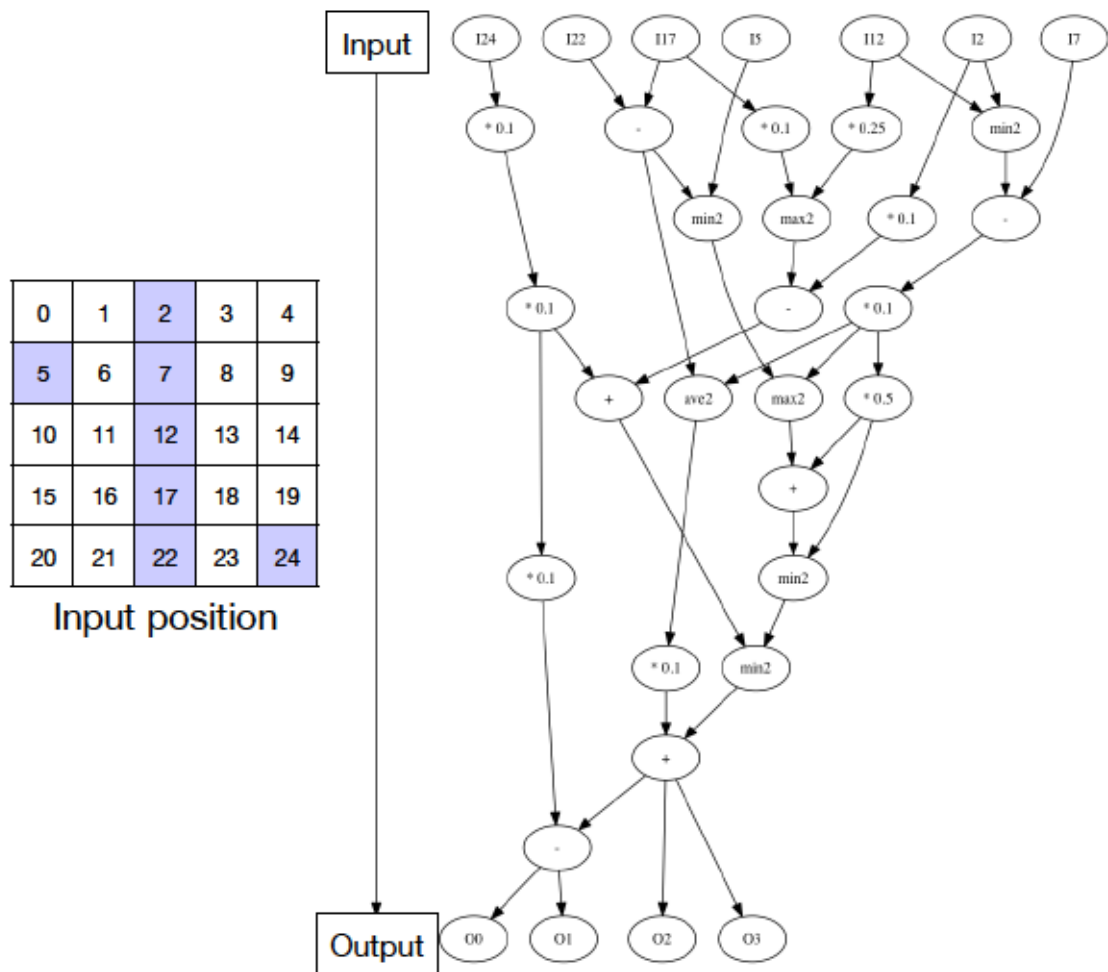 Input
I24 I22 I17 I5 I12 I2 I7
* 0.1 - * 0.1 * 0.25 min2
min2 max2 * 0.1 -
0 1 2 3 4
* 0.1 - * 0.1
5 6 7 8 9
+ ave2 max2 * 0.5
10 11 12 13 14
15 16 17 18 19
+
20 21 22 23 24
* 0.1 min2
Input position
* 0.1 min2
+
-
Output
O0 O1 O2 O3